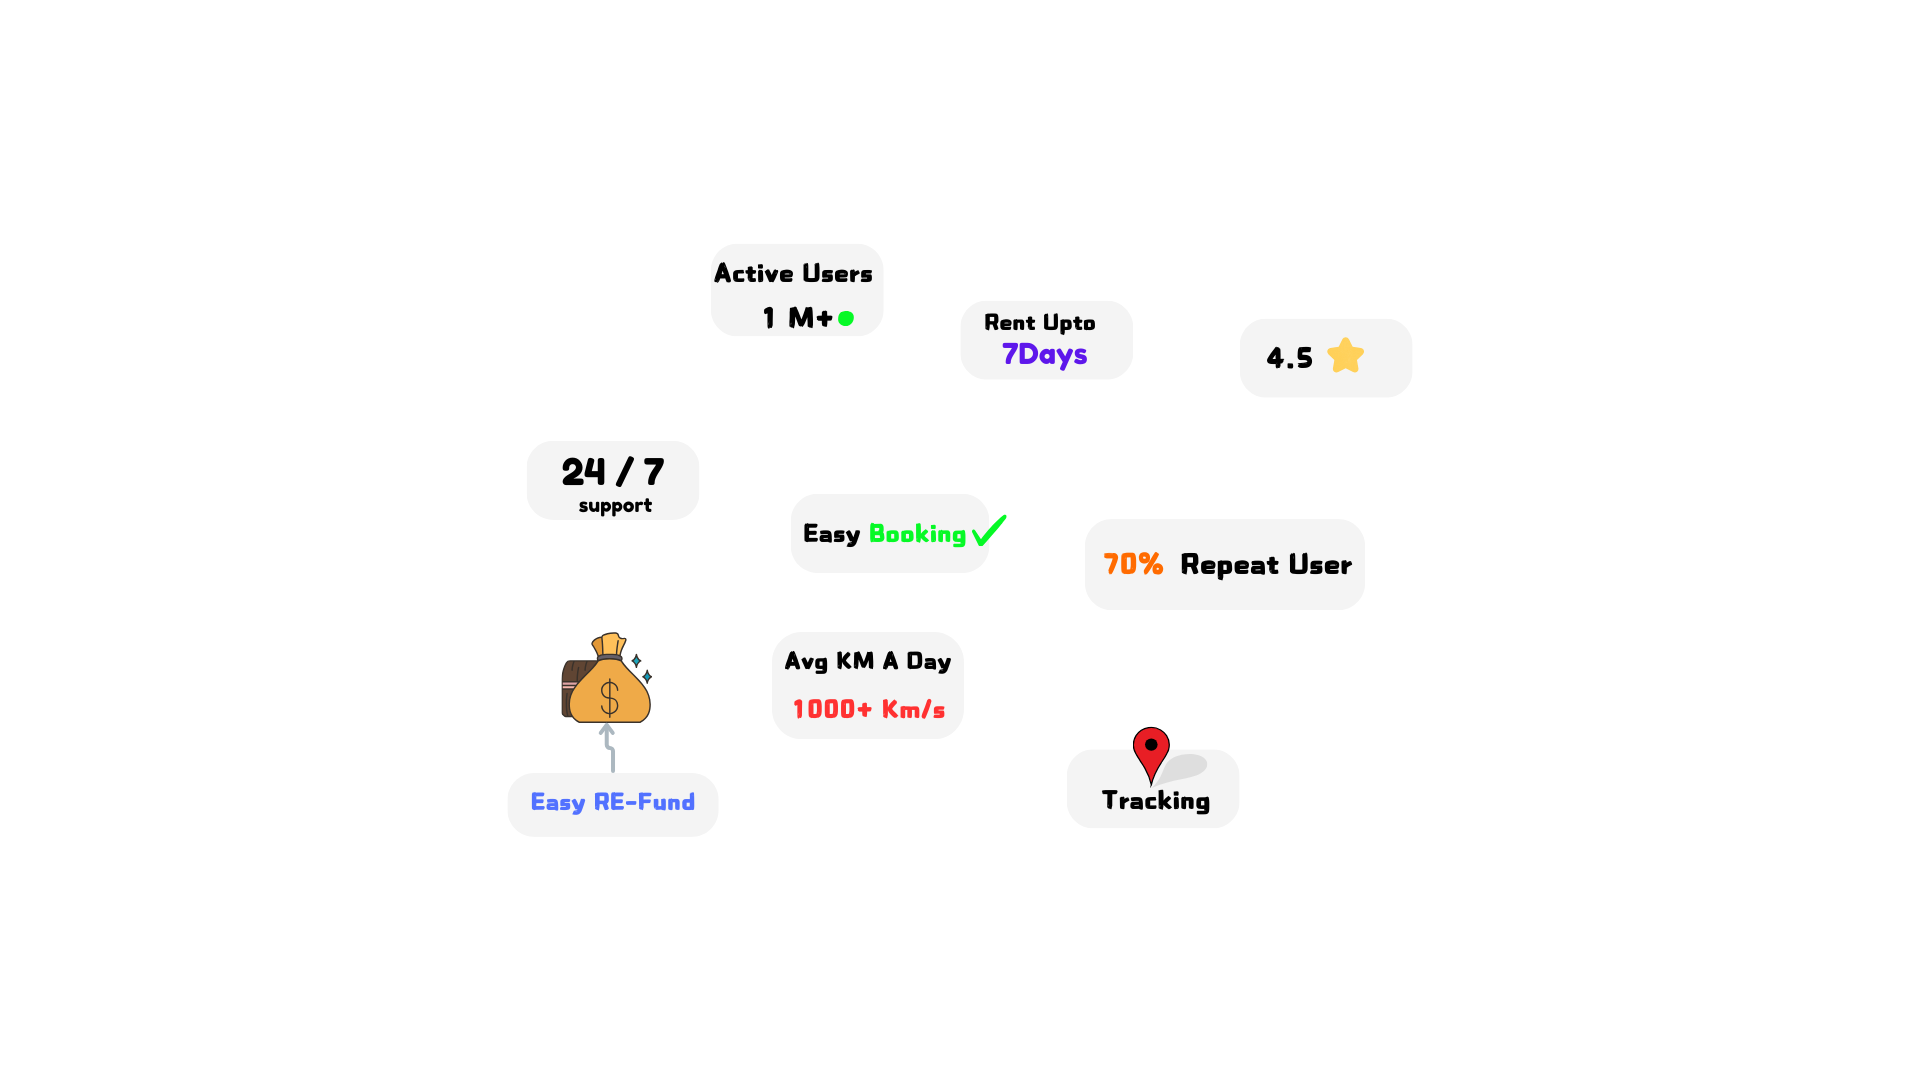 Active Users
1 M+
Rent Upto
7Days
4.5
24 / 7
support
Easy Booking
70% Repeat User
$
Avg KM A Day
1000+ Km/s
Easy RE-Fund
Tracking